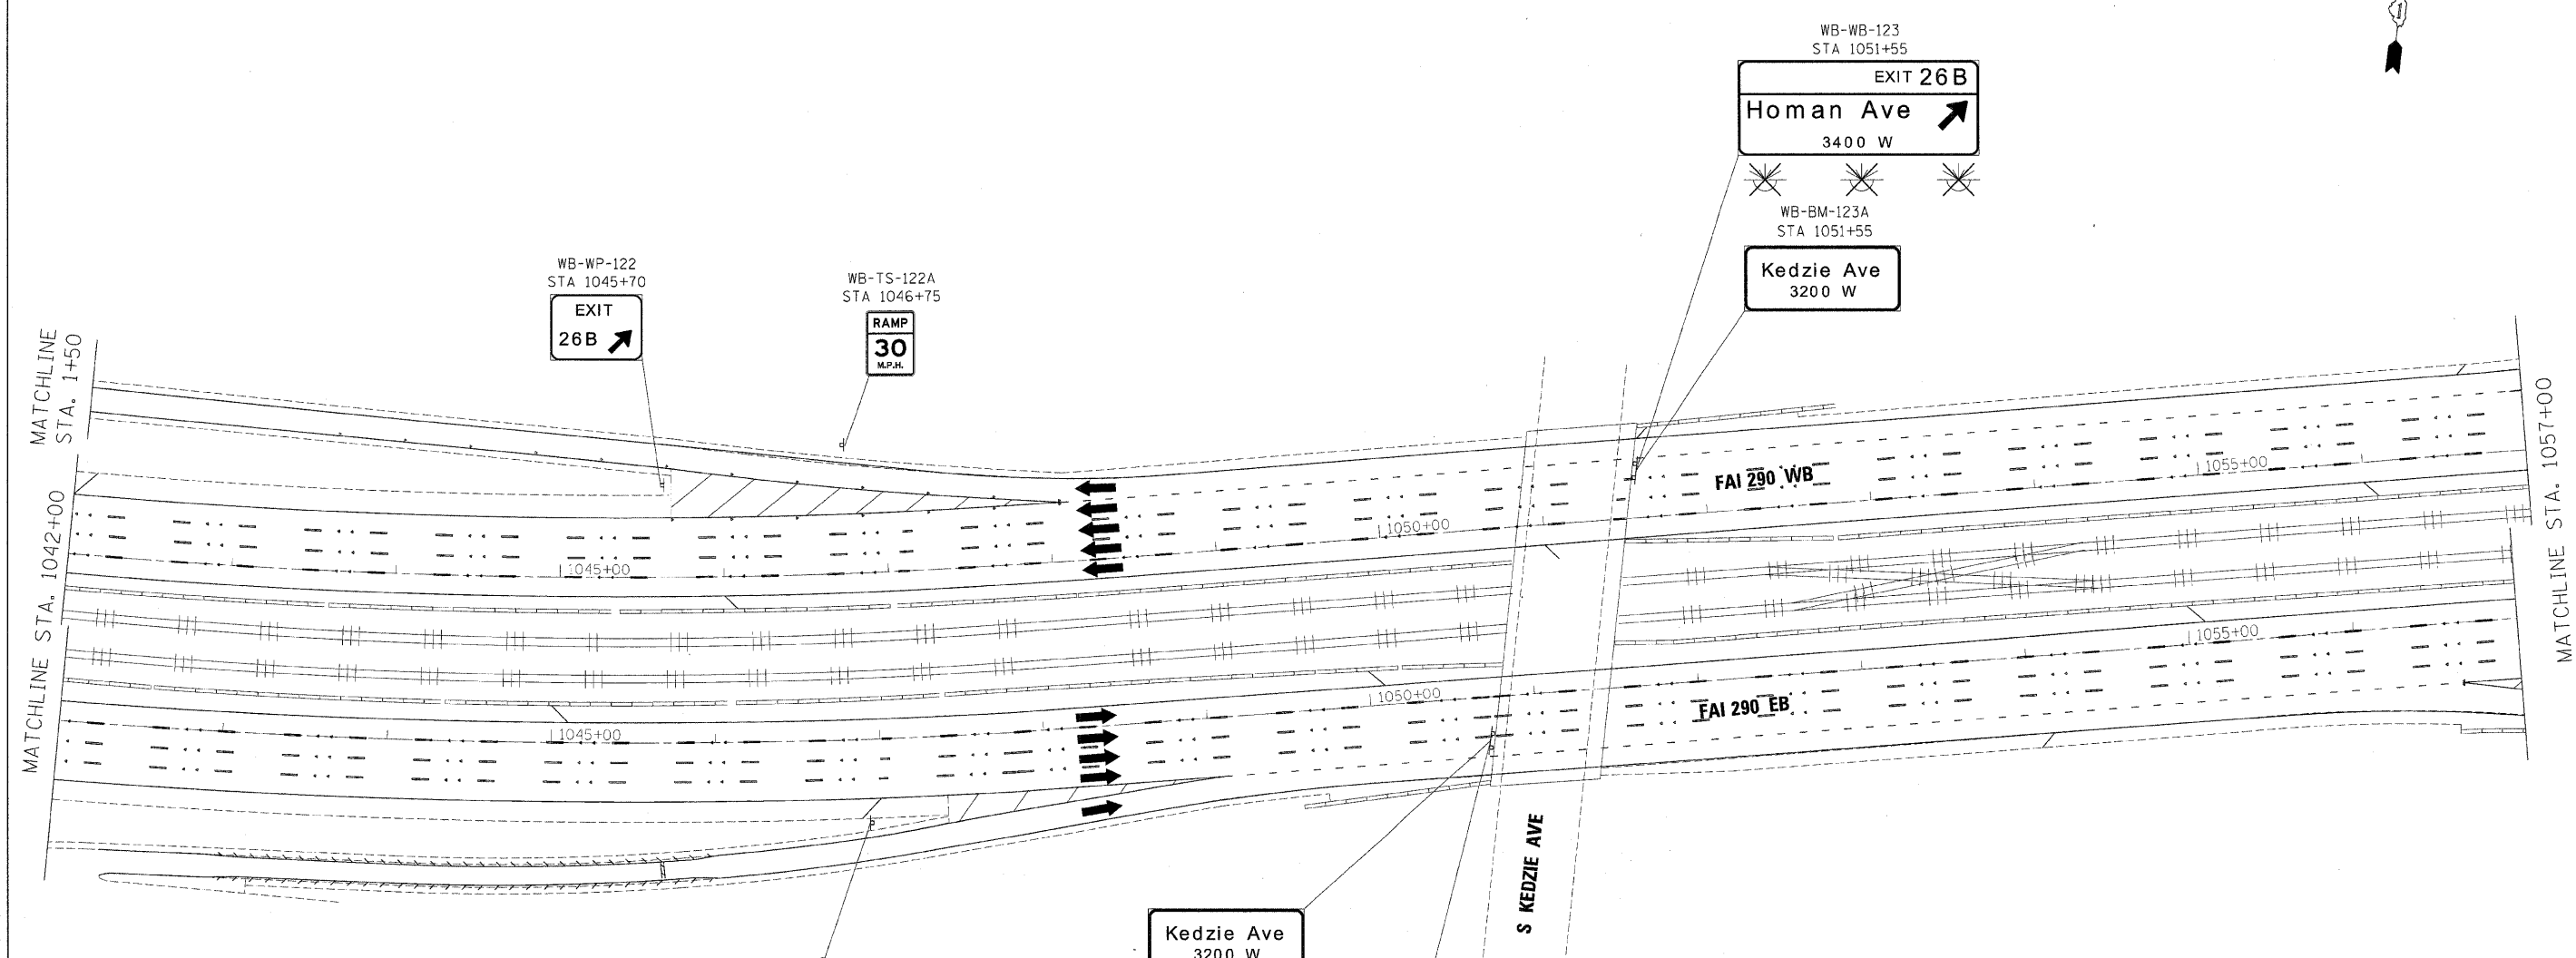 WB-WB-123
STA 1051+55
EXIT 26B
Homan Ave
3400 W
WB-BM-123A
STA 1051+55
Kedzie Ave
3200 W
WB-WP-122
STA 1045+70
EXIT
26B
WB-TS-122A
STA 1046+75
RAMP
30
M.P.H.
MATCHLINE
STA. 1+50
MATCHLINE STA. 1042+00
MATCHLINE STA. 1057+00
FAI 290 WB
1055+00
1050+00
1045+00
1055+00
1050+00
FAI 290 EB
1045+00
S KEDZIE AVE
Kedzie Ave
3200 W